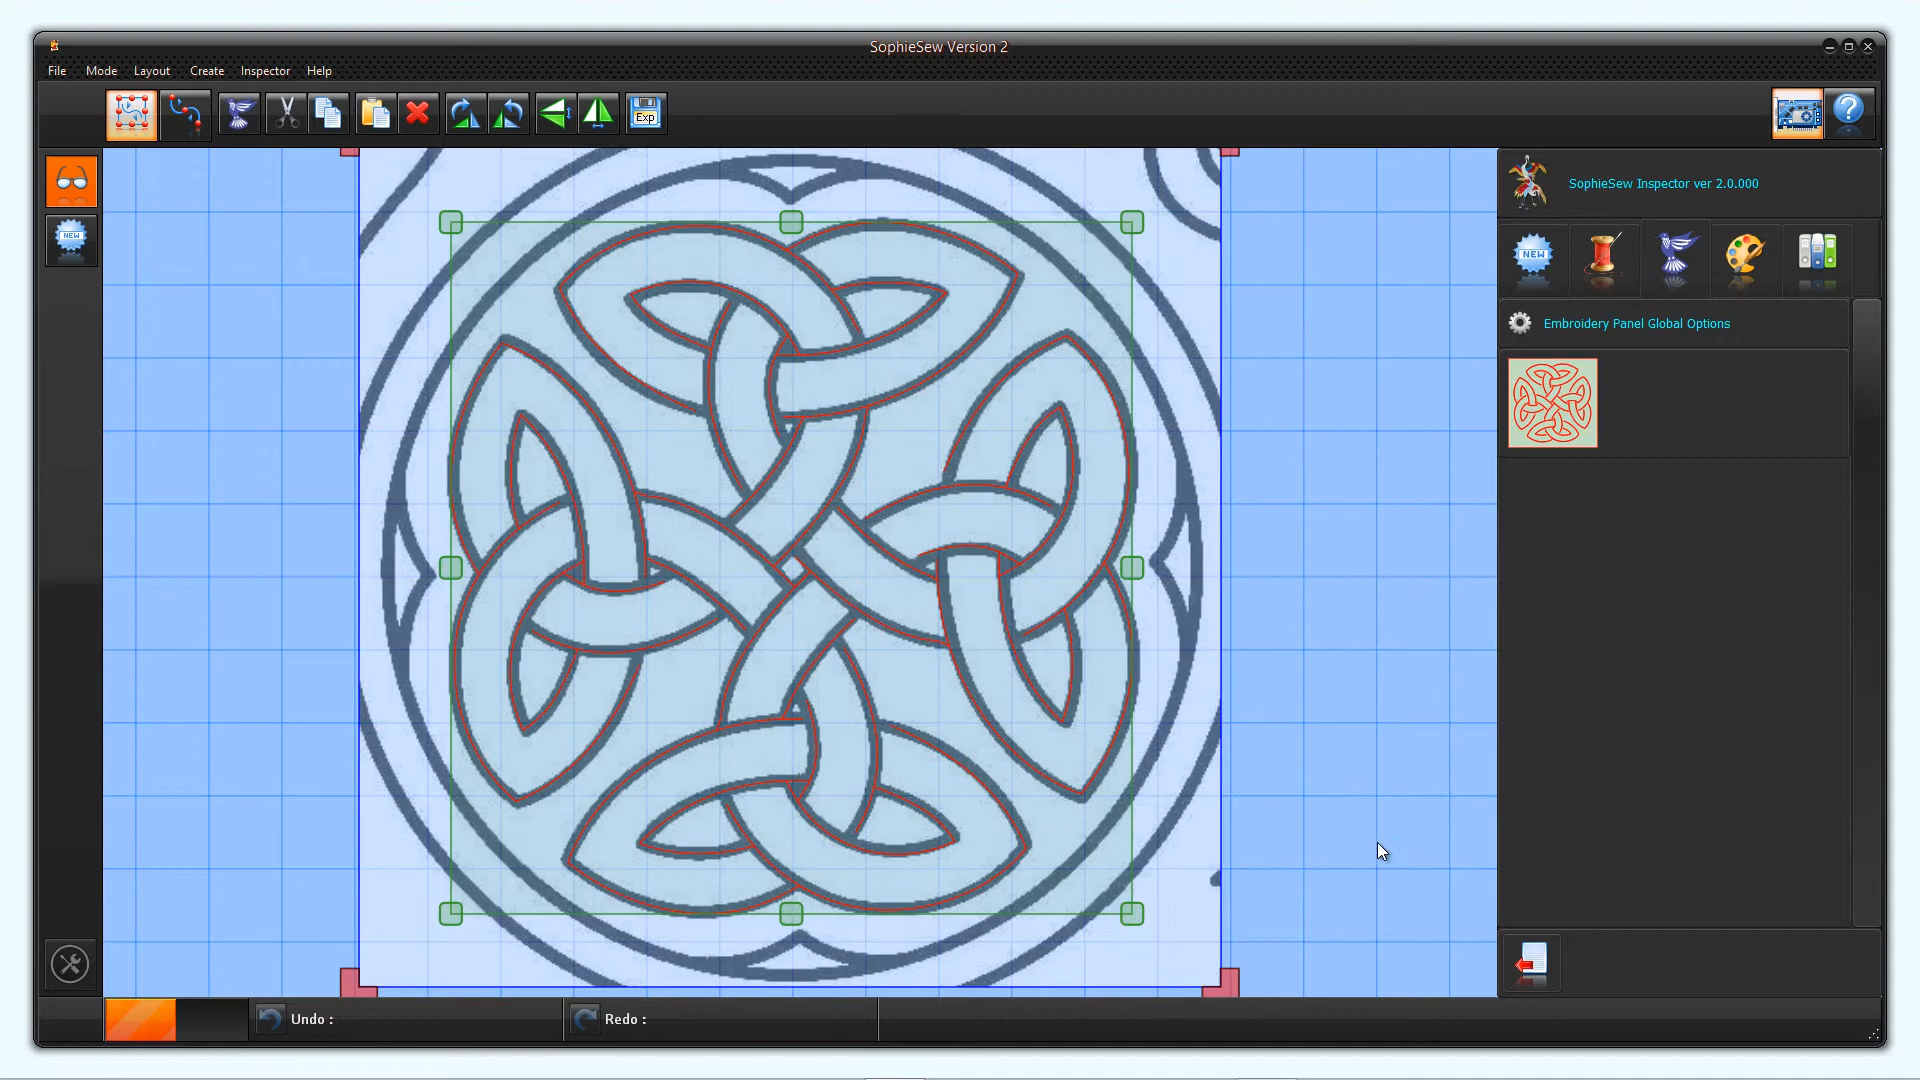 SophieSew Version 2
File Mode Layout Create Inspector Help
Exp
NEW
SophieSew Inspector ver 2.0.000
NEW
Embroidery Panel Global Options
Undo :
Redo :